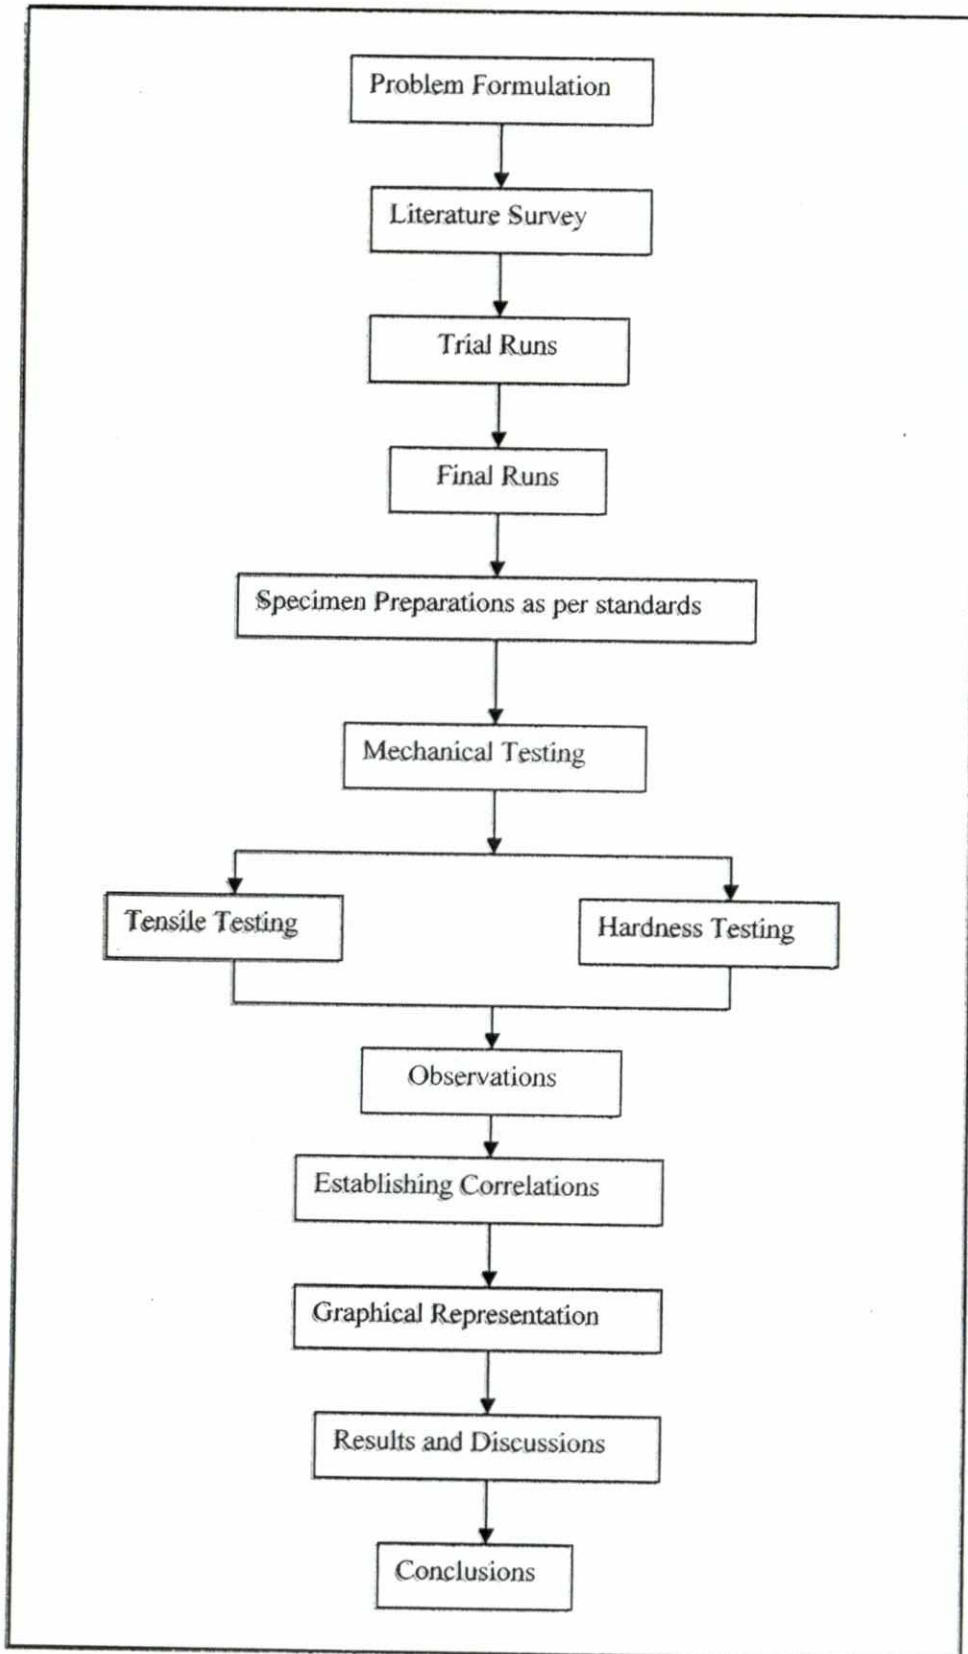 Problem Formulation
Literature Survey
Trial Runs
Final Runs
Specimen Preparations as per standards
Mechanical Testing
Tensile Testing
Hardness Testing
Observations
Establishing Correlations
Graphical Representation
Results and Discussions
Conclusions